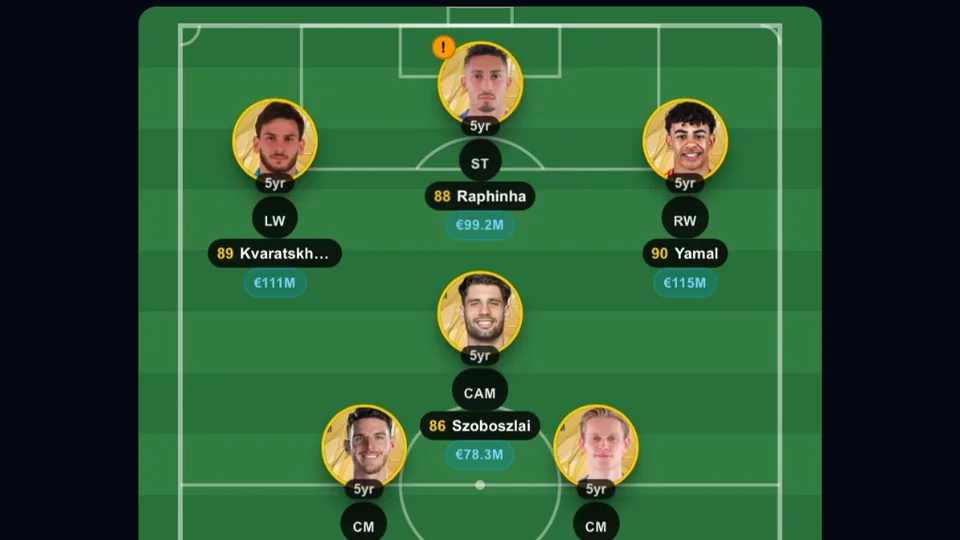 !
5yr
ST
88 Raphinha
€99.2M
5yr
LW
89 Kvaratskh...
€111M
5yr
RW
90 Yamal
€115M
5yr
CAM
86 Szoboszlai
€78.3M
5yr
CM
5yr
CM